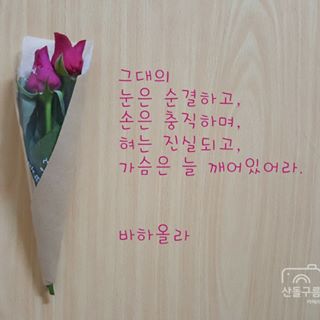 그대의
눈은 순결하고,
손은 충직하며,
혀는 진실되고,
가슴은 늘 깨어있어라.
바하올라
산돌구름